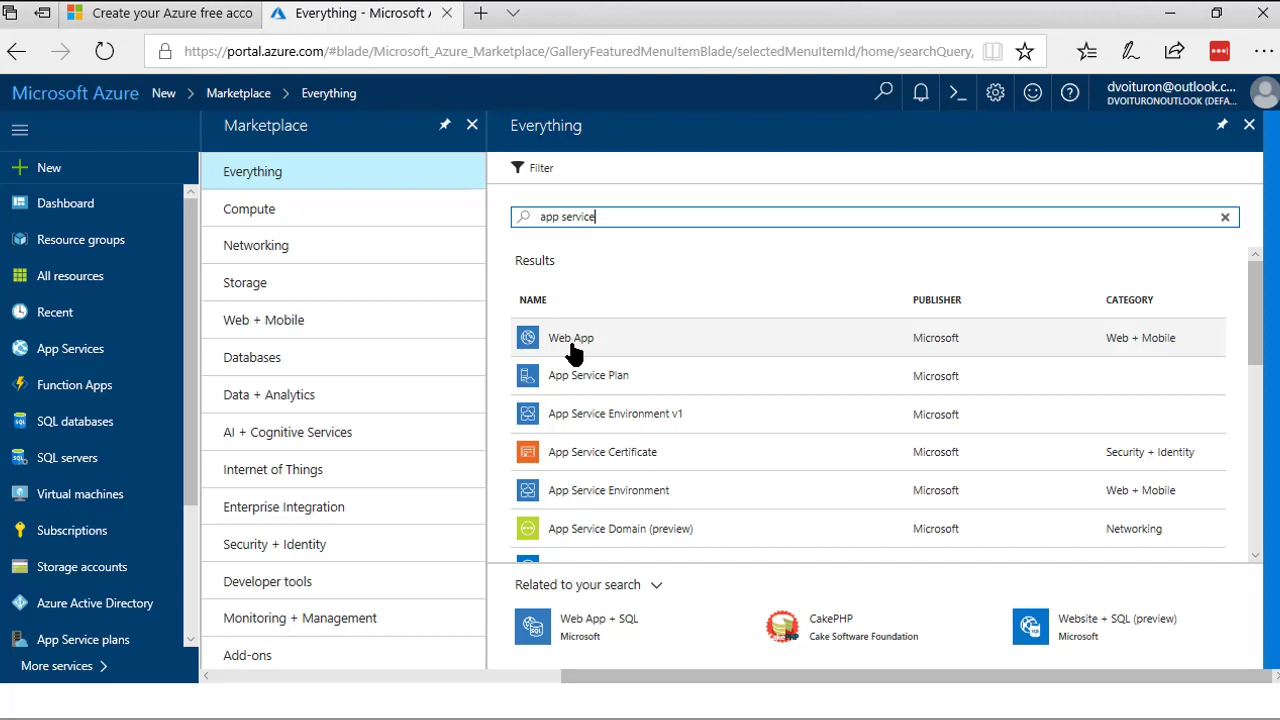 Create your Azure free acco
Everything - Microsoft A
https://portal.azure.com/#blade/Microsoft_Azure_Marketplace/GalleryFeaturedMenuItemBlade/selectedMenuItemId/home/searchQuery,
Microsoft Azure New > Marketplace > Everything
dvoituron@outlook.c...
DVOITURONOUTLOOK (DEFA...
New
Dashboard
Resource groups
All resources
Recent
App Services
Function Apps
SQL databases
SQL servers
Virtual machines
Subscriptions
Storage accounts
Azure Active Directory
App Service plans
More services >
Marketplace
Everything
Compute
Networking
Storage
Web + Mobile
Databases
Data + Analytics
AI + Cognitive Services
Internet of Things
Enterprise Integration
Security + Identity
Developer tools
Monitoring + Management
Add-ons
Everything
Filter
app service
Results
NAME PUBLISHER CATEGORY
Web App Microsoft Web + Mobile
App Service Plan Microsoft
App Service Environment v1 Microsoft
App Service Certificate Microsoft Security + Identity
App Service Environment Microsoft Web + Mobile
App Service Domain (preview) Microsoft Networking
Related to your search
Web App + SQL
Microsoft
CakePHP
Cake Software Foundation
Website + SQL (preview)
Microsoft